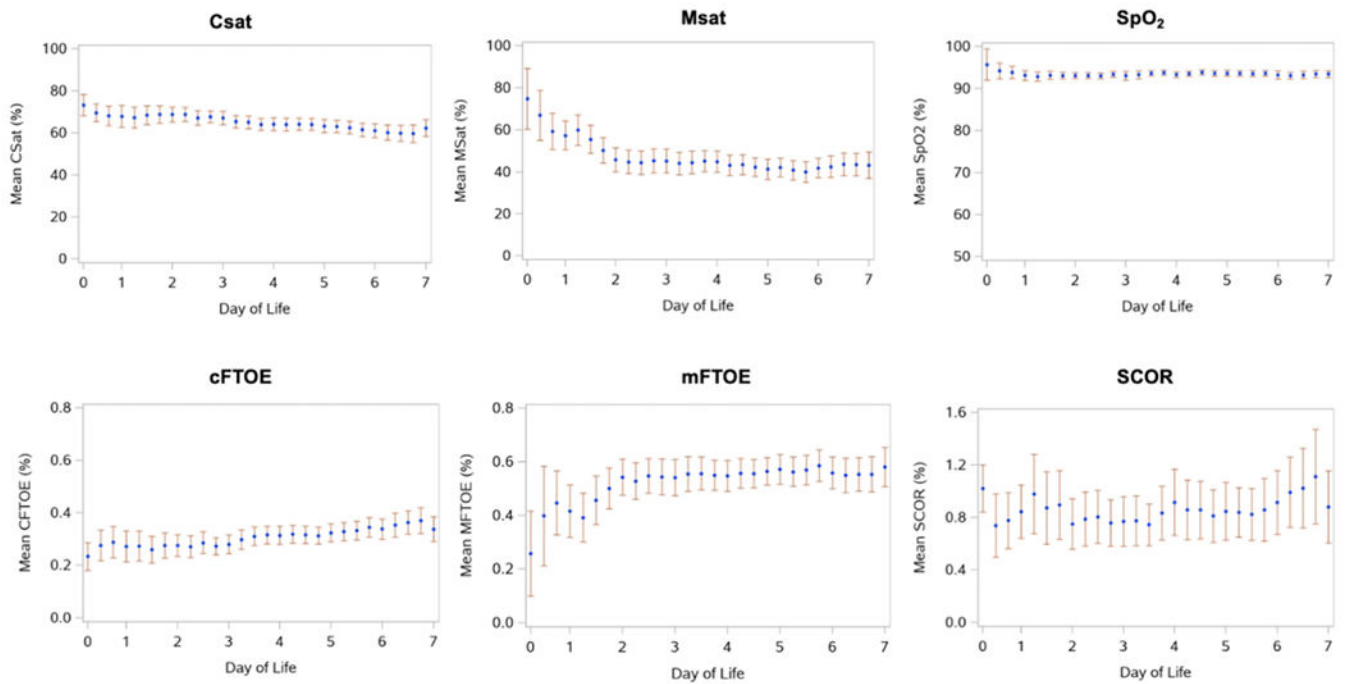 Csat
Mean CSat (%)
100
80
60
40
20
0
0 1 2 3 4 5 6 7
Day of Life
Msat
Mean MSat (%)
100
80
60
40
20
0
0 1 2 3 4 5 6 7
Day of Life
SpO₂
Mean SpO2 (%)
100
90
80
70
60
50
0 1 2 3 4 5 6 7
Day of Life
cFTOE
Mean CFTOE (%)
0.8
0.6
0.4
0.2
0.0
0 1 2 3 4 5 6 7
Day of Life
mFTOE
Mean MFTOE (%)
0.8
0.6
0.4
0.2
0.0
0 1 2 3 4 5 6 7
Day of Life
SCOR
Mean SCOR (%)
1.6
1.2
0.8
0.4
0.0
0 1 2 3 4 5 6 7
Day of Life